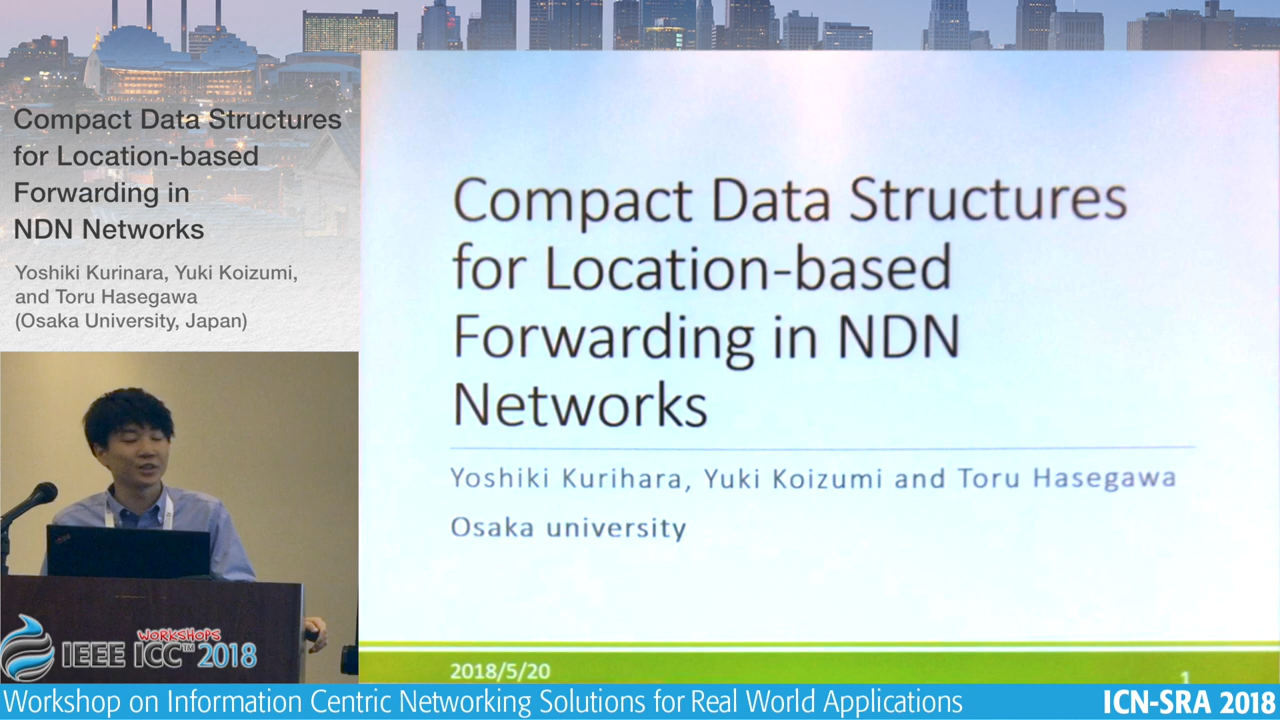 Compact Data Structures
for Location-based
Forwarding in
NDN Networks
Yoshiki Kurinara, Yuki Koizumi,
and Toru Hasegawa
(Osaka University, Japan)
Compact Data Structures
for Location-based
Forwarding in NDN
Networks
Yoshiki Kurihara, Yuki Koizumi and Toru Hasegawa
Osaka university
2018/5/20
1
WORKSHOPS
IEEE ICC™ 2018
Workshop on Information Centric Networking Solutions for Real World Applications
ICN-SRA 2018